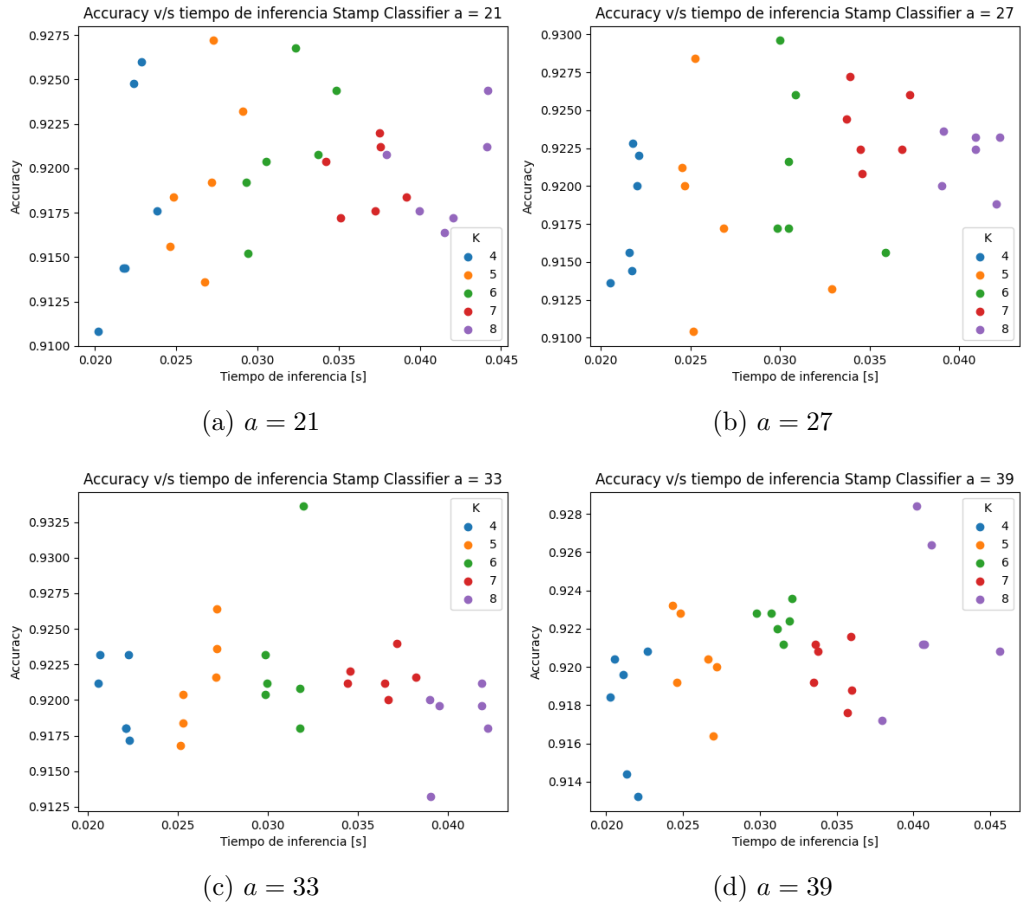 Accuracy v/s tiempo de inferencia Stamp Classifier a = 21
0.9275
0.9250
0.9225
0.9200
0.9175
0.9150
0.9125
0.9100
Accuracy
0.020 0.025 0.030 0.035 0.040 0.045
Tiempo de inferencia [s]
K
4
5
6
7
8
(a) a = 21
Accuracy v/s tiempo de inferencia Stamp Classifier a = 27
0.9300
0.9275
0.9250
0.9225
0.9200
0.9175
0.9150
0.9125
0.9100
Accuracy
0.020 0.025 0.030 0.035 0.040
Tiempo de inferencia [s]
K
4
5
6
7
8
(b) a = 27
Accuracy v/s tiempo de inferencia Stamp Classifier a = 33
0.9325
0.9300
0.9275
0.9250
0.9225
0.9200
0.9175
0.9150
0.9125
Accuracy
0.020 0.025 0.030 0.035 0.040
Tiempo de inferencia [s]
K
4
5
6
7
8
(c) a = 33
Accuracy v/s tiempo de inferencia Stamp Classifier a = 39
0.928
0.926
0.924
0.922
0.920
0.918
0.916
0.914
Accuracy
0.020 0.025 0.030 0.035 0.040 0.045
Tiempo de inferencia [s]
K
4
5
6
7
8
(d) a = 39